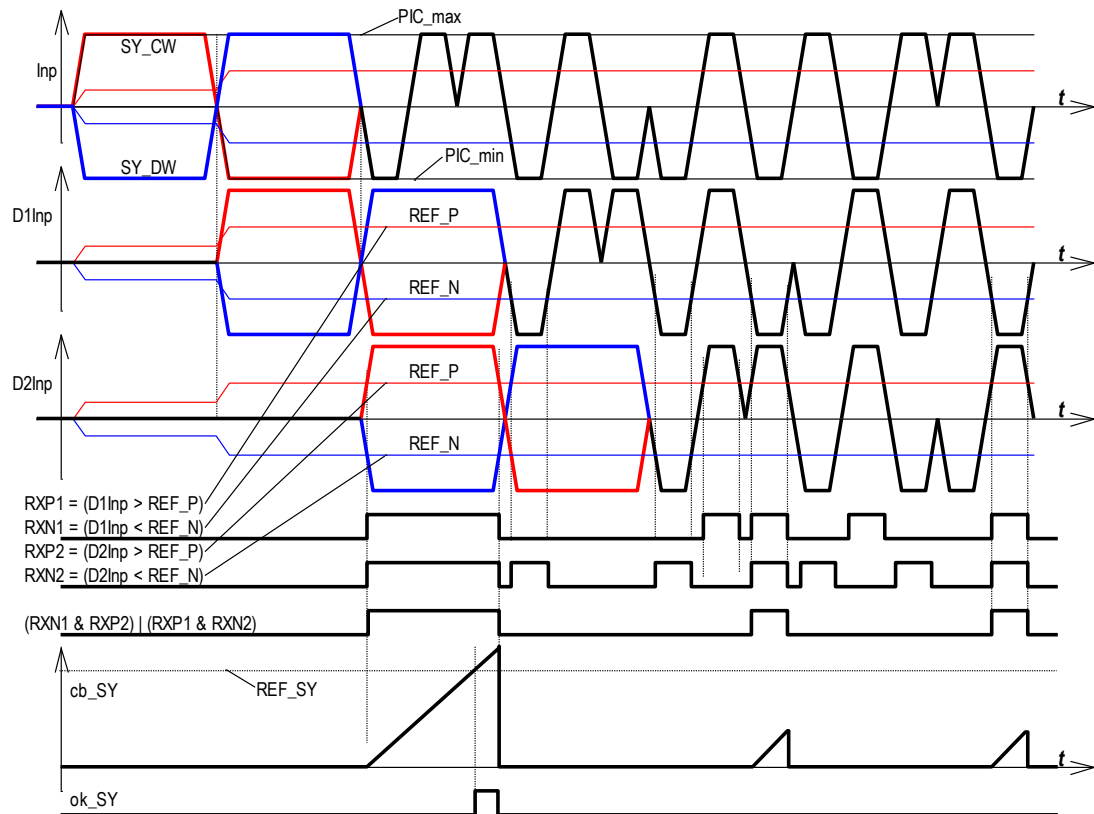 PIC_max
SY_CW
Inp
t
SY_DW
PIC_min
D1Inp
REF_P
t
REF_N
D2Inp
REF_P
t
REF_N
RXP1 = (D1Inp > REF_P)
RXN1 = (D1Inp < REF_N)
RXP2 = (D2Inp > REF_P)
RXN2 = (D2Inp < REF_N)
(RXN1 & RXP2) | (RXP1 & RXN2)
cb_SY
REF_SY
t
ok_SY